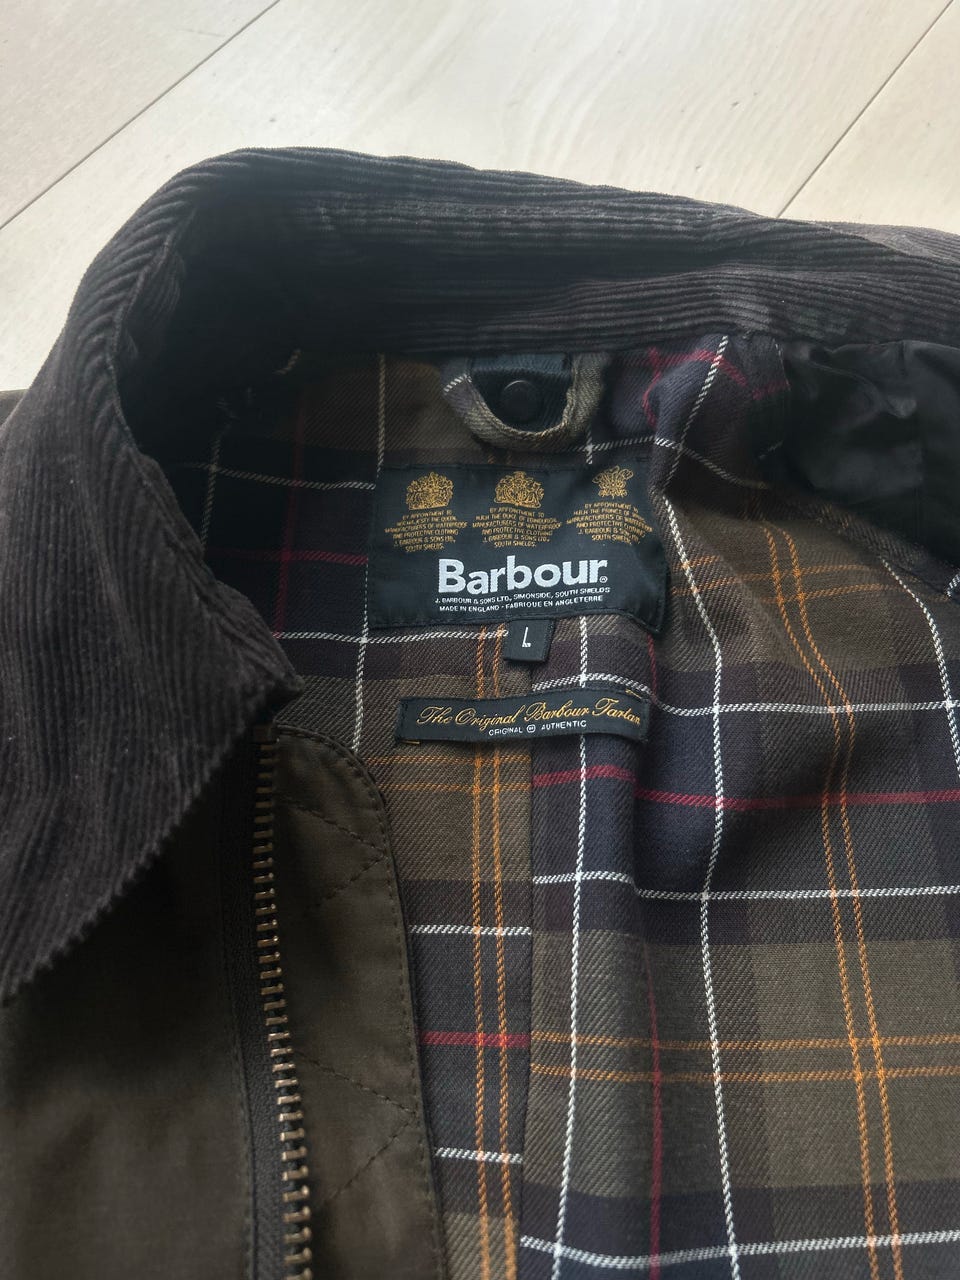 BY APPOINTMENT TO
HER MAJESTY THE QUEEN
MANUFACTURERS OF WATERPROOF
AND PROTECTIVE CLOTHING
J. BARBOUR & SONS LTD.
SOUTH SHIELDS.
BY APPOINTMENT TO
H.R.H. THE DUKE OF EDINBURGH
MANUFACTURERS OF WATERPROOF
AND PROTECTIVE CLOTHING
J. BARBOUR & SONS LTD.
SOUTH SHIELDS.
BY APPOINTMENT TO
H.R.H. THE PRINCE OF WALES
MANUFACTURERS OF WATERPROOF
AND PROTECTIVE CLOTHING
J. BARBOUR & SONS LTD.
SOUTH SHIELDS
Barbour®
J. BARBOUR & SONS LTD, SIMONSIDE, SOUTH SHIELDS
MADE IN ENGLAND - FABRIQUE EN ANGLETERRE
L
The Original Barbour Tartan
ORIGINAL AUTHENTIC